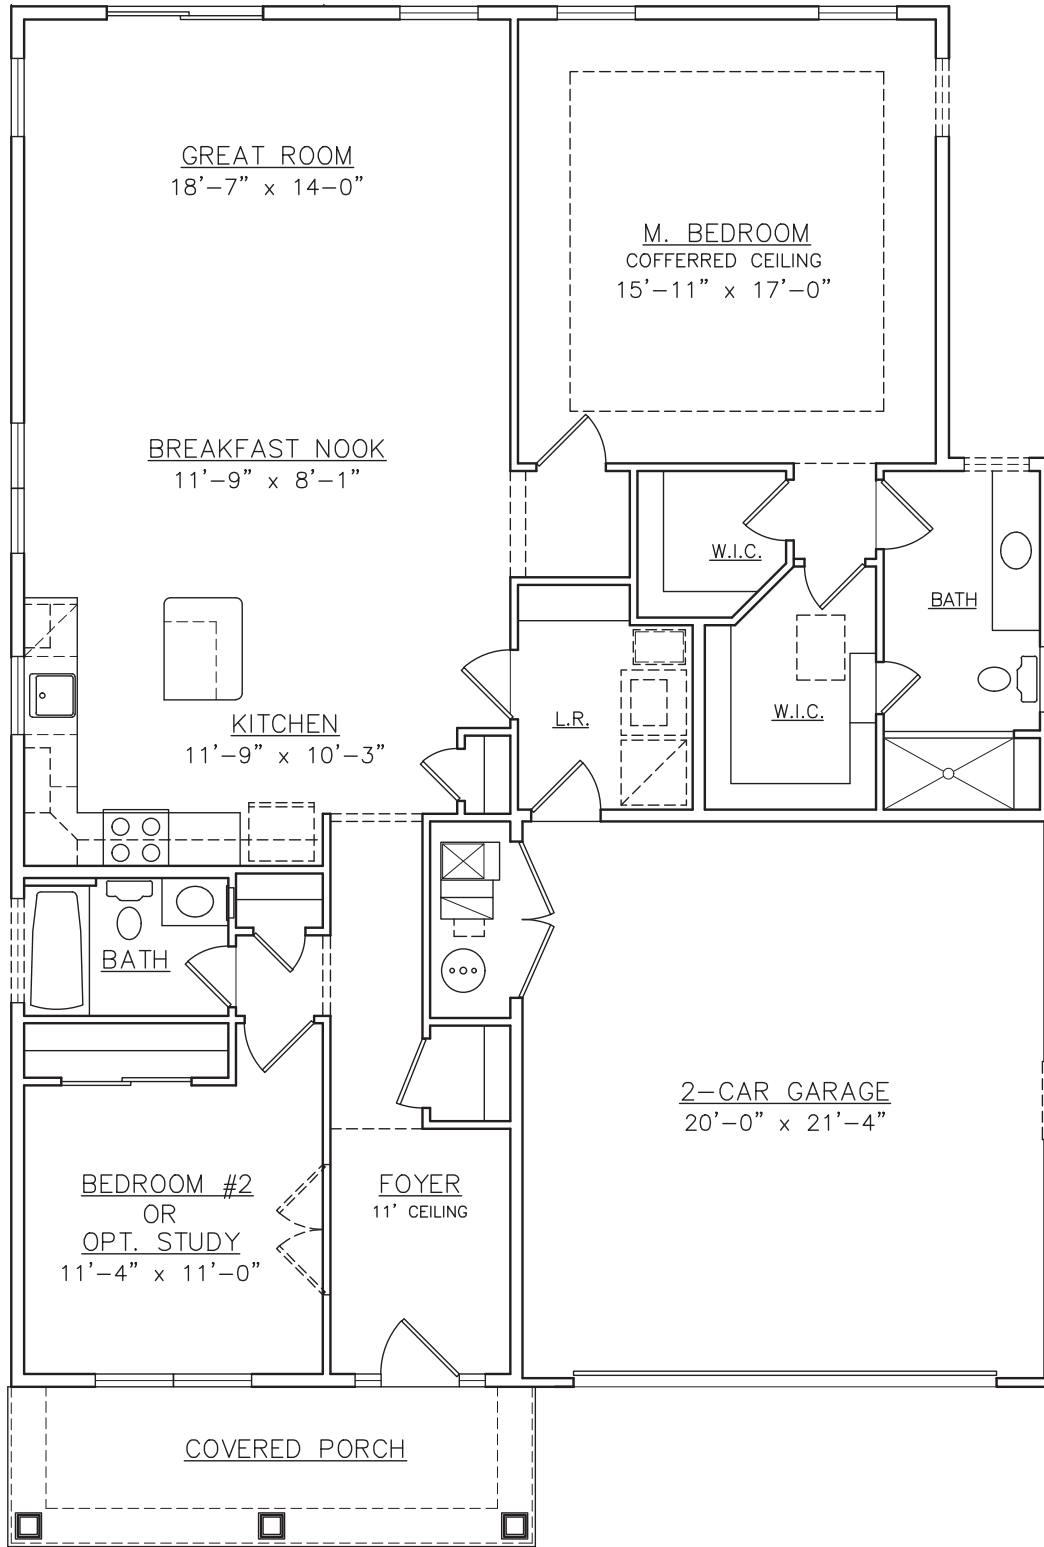 GREAT ROOM
18'-7" x 14-0"
M. BEDROOM
COFFERRED CEILING
15'-11" x 17'-0"
BREAKFAST NOOK
11'-9" x 8'-1"
W.I.C.
BATH
KITCHEN
11'-9" x 10'-3"
L.R.
W.I.C.
BATH
2-CAR GARAGE
20'-0" x 21'-4"
BEDROOM #2
OR
OPT. STUDY
11'-4" x 11'-0"
FOYER
11' CEILING
COVERED PORCH